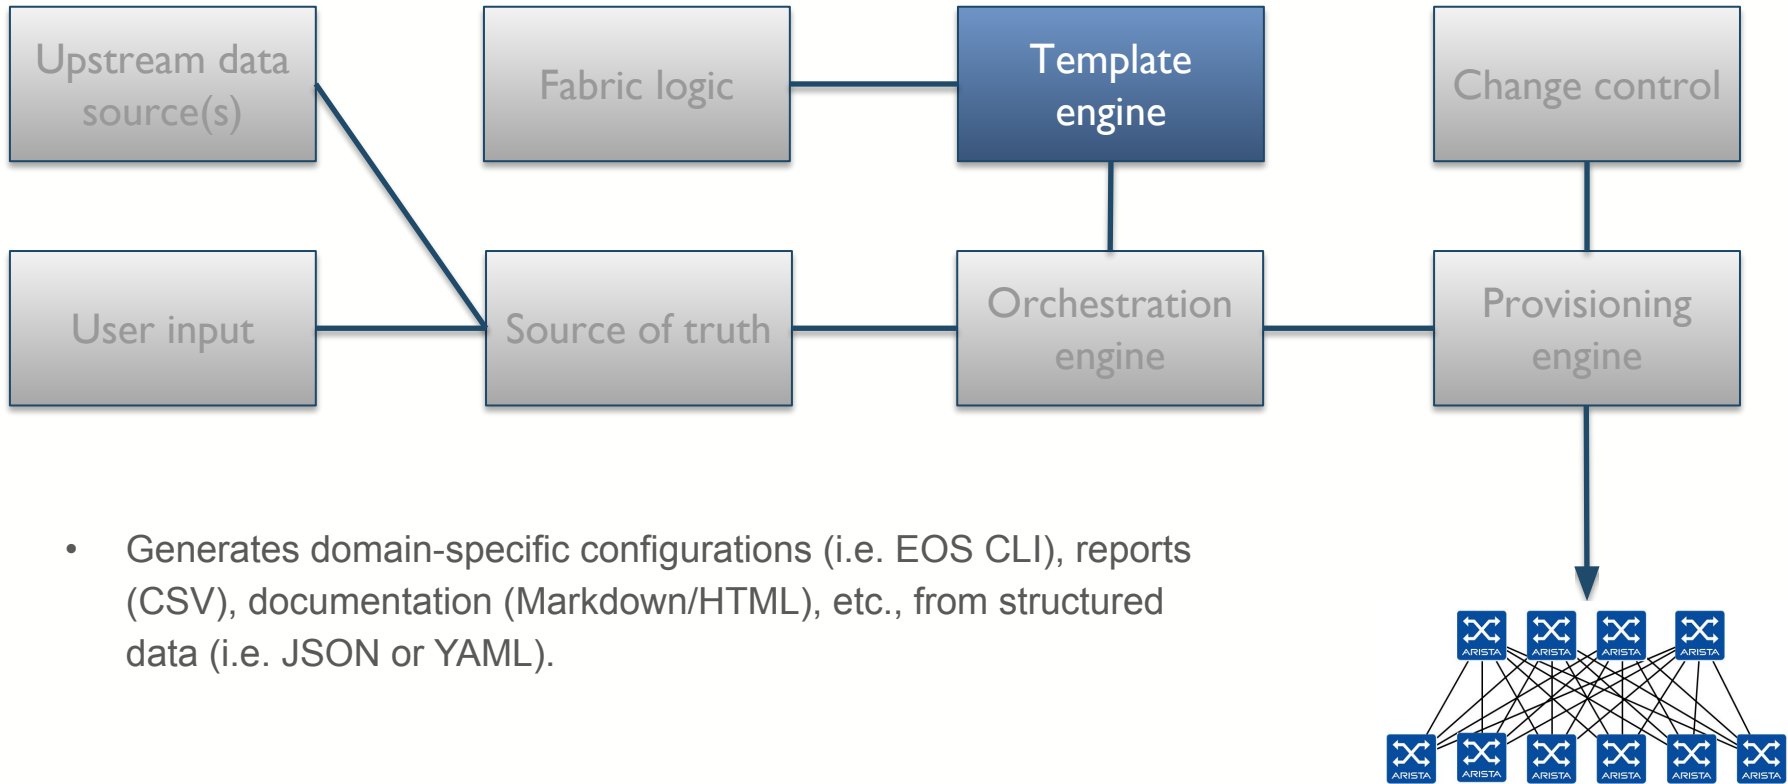 Upstream data
source(s)
Fabric logic
Template
engine
Change control
User input
Source of truth
Orchestration
engine
Provisioning
engine
• Generates domain-specific configurations (i.e. EOS CLI), reports
(CSV), documentation (Markdown/HTML), etc., from structured
data (i.e. JSON or YAML).
ARISTA
ARISTA
ARISTA
ARISTA
ARISTA
ARISTA
ARISTA
ARISTA
ARISTA
ARISTA